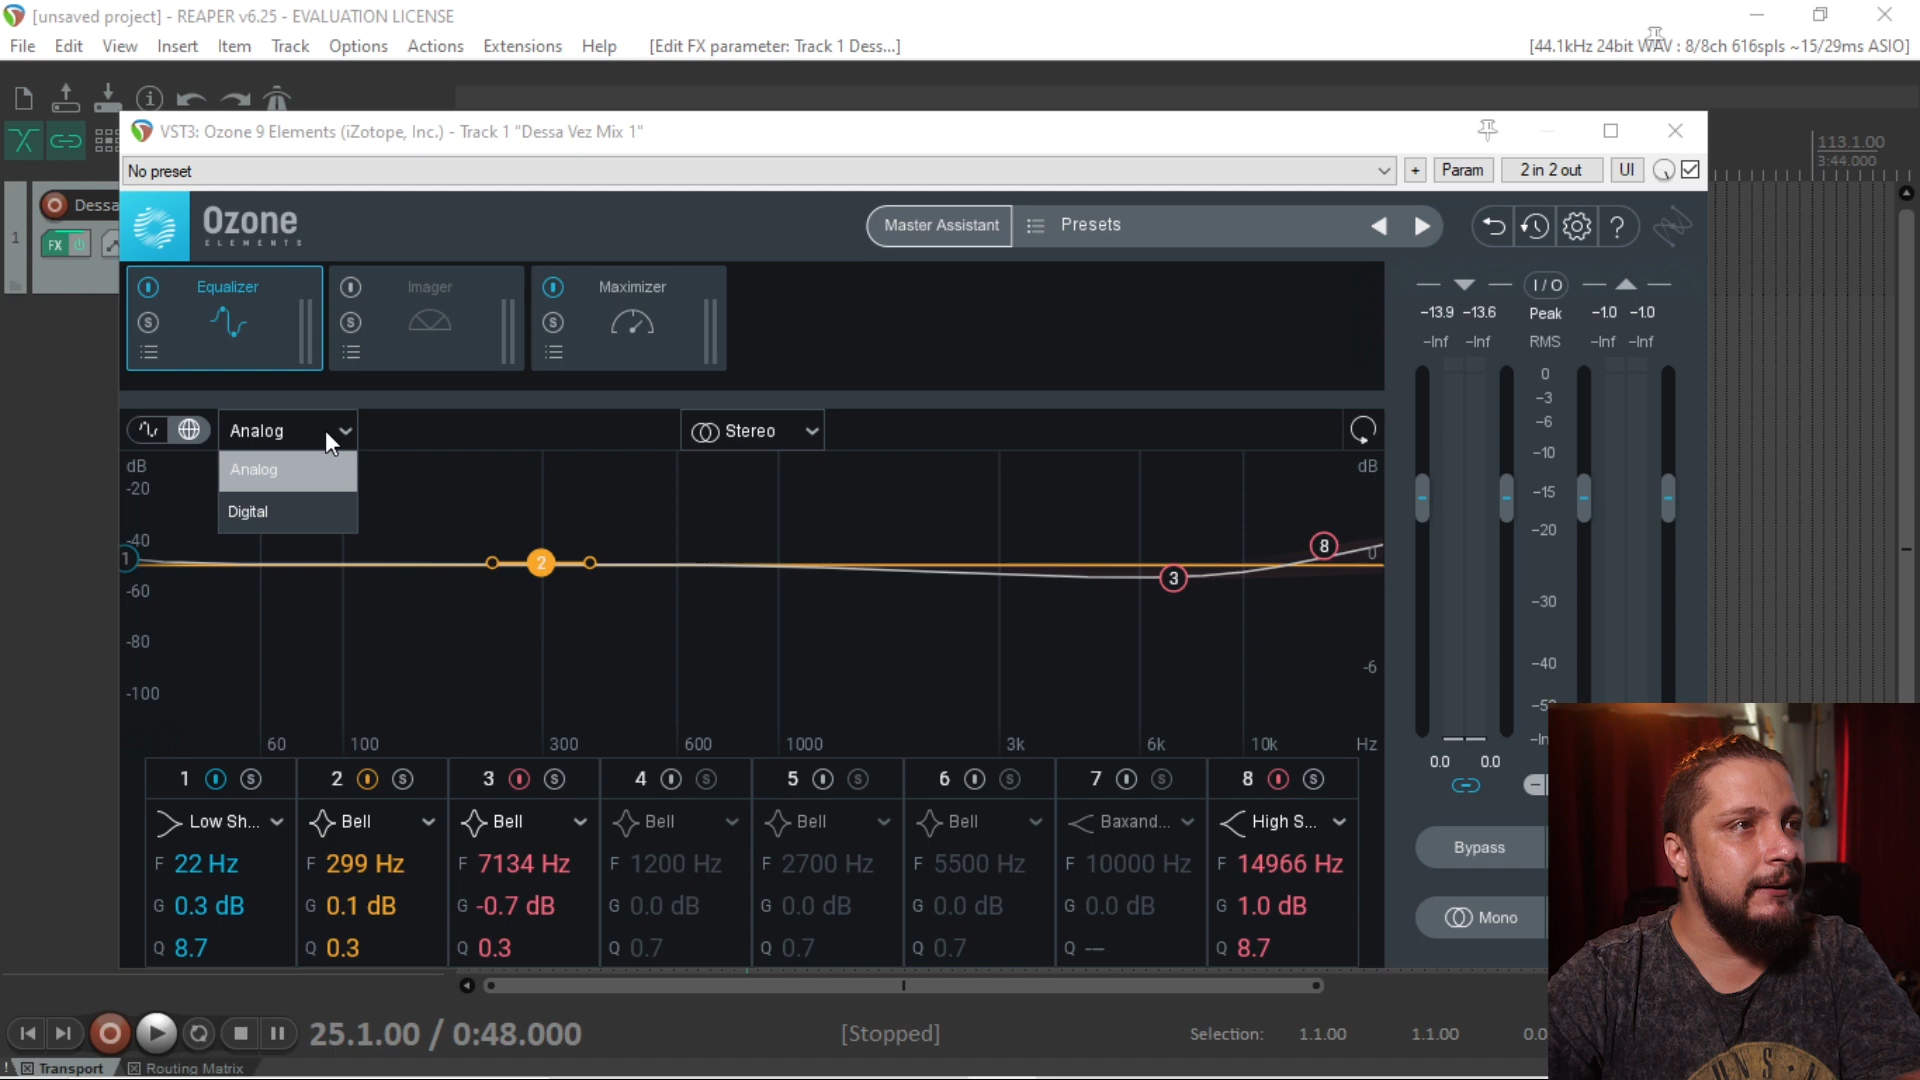 [unsaved project] - REAPER v6.25 - EVALUATION LICENSE
File Edit View Insert Item Track Options Actions Extensions Help [Edit FX parameter: Track 1 Dess...] [44.1kHz 24bit WAV : 8/8ch 616spls ~15/29ms ASIO]
VST3: Ozone 9 Elements (iZotope, Inc.) - Track 1 "Dessa Vez Mix 1"
113.1.00
3:44.000
No preset + Param 2 in 2 out UI
Dessa
1
FX
Ozone
ELEMENTS
Master Assistant Presets ?
Equalizer Imager Maximizer
S S S
I / O
-13.9 -13.6 Peak -1.0 -1.0
-Inf -Inf RMS -Inf -Inf
Analog Stereo
Analog
Digital
dB
-20
-40
-60
-80
-100
dB
0
-6
1 2 3 8
60 100 300 600 1000 3k 6k 10k Hz
0
-3
-6
-10
-15
-20
-30
-40
0.0 0.0
1 S 2 S 3 S 4 S 5 S 6 S 7 S 8 S
Low Sh... Bell Bell Bell Bell Bell Baxand... High S...
F 22 Hz F 299 Hz F 7134 Hz F 1200 Hz F 2700 Hz F 5500 Hz F 10000 Hz F 14966 Hz
G 0.3 dB G 0.1 dB G -0.7 dB G 0.0 dB G 0.0 dB G 0.0 dB G 0.0 dB G 1.0 dB
Q 8.7 Q 0.3 Q 0.3 Q 0.7 Q 0.7 Q 0.7 Q --- Q 8.7
Bypass
Mono
25.1.00 / 0:48.000 [Stopped] Selection: 1.1.00 1.1.00 0.0
! Transport Routing Matrix